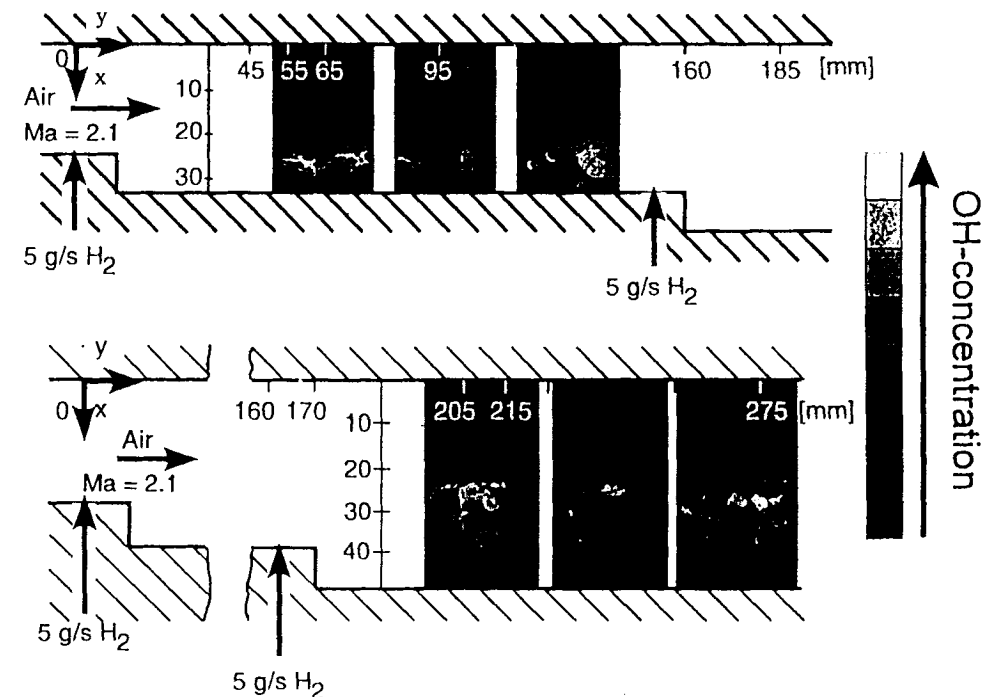 y
0
x
45 55 65 95 160 185 [mm]
10
20
30
Air
Ma = 2.1
5 g/s H2
5 g/s H2
OH-concentration
y
0 x
160 170 205 215 275 [mm]
10
20
30
40
Air
Ma = 2.1
5 g/s H2
5 g/s H2